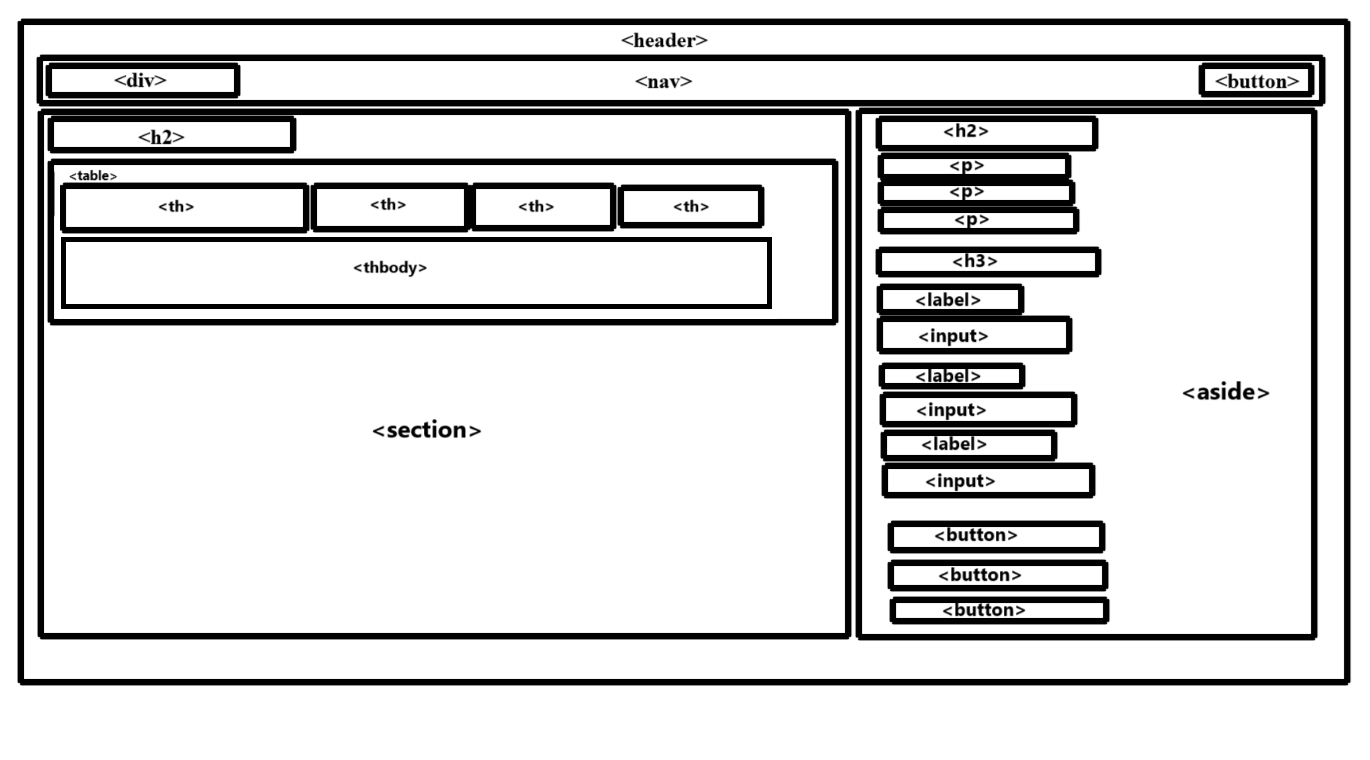 <header>
<div>
<nav>
<button>
<h2>
<table>
<th>
<th>
<th>
<th>
<thbody>
<section>
<h2>
<p>
<p>
<p>
<h3>
<label>
<input>
<label>
<input>
<label>
<input>
<button>
<button>
<button>
<aside>